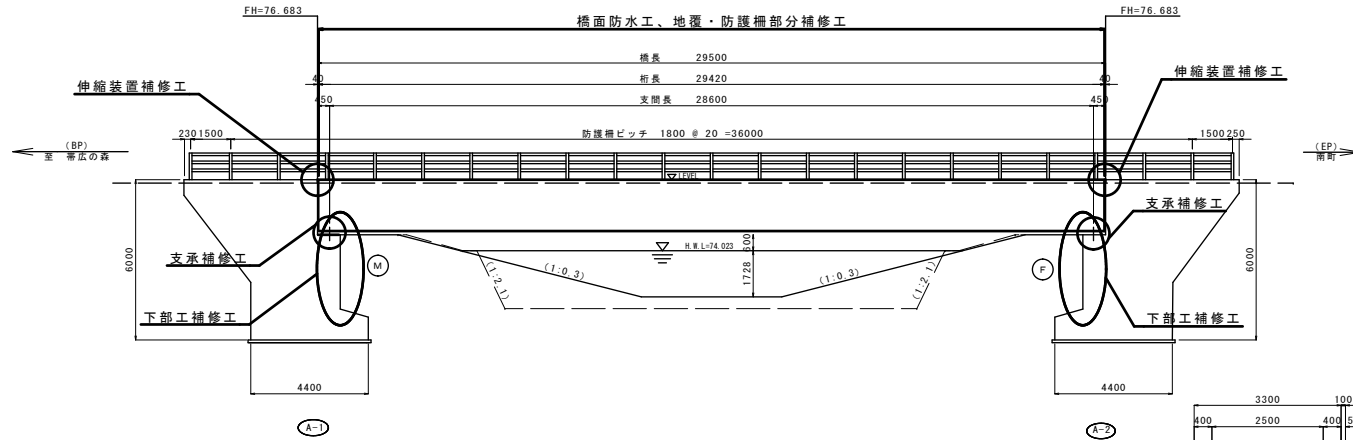 FH=76.683
FH=76.683
橋面防水工、地覆・防護柵部分補修工
橋長 29500
40
桁長 29420
40
伸縮装置補修工
伸縮装置補修工
450
支間長 28600
450
2301500
防護柵ピッチ 1800 @ 20 =36000
1500 250
(BP)
至 帯広の森
(EP)
南町
LEVEL
支承補修工
H.W.L=74.023
600
6000
6000
支承補修工
M
(1:0.3)
1728
(1:0.3)
F
(1:2.1)
(1:2.1)
下部工補修工
下部工補修工
4400
4400
3300
100
400
2500
400
5
A-1
A-2